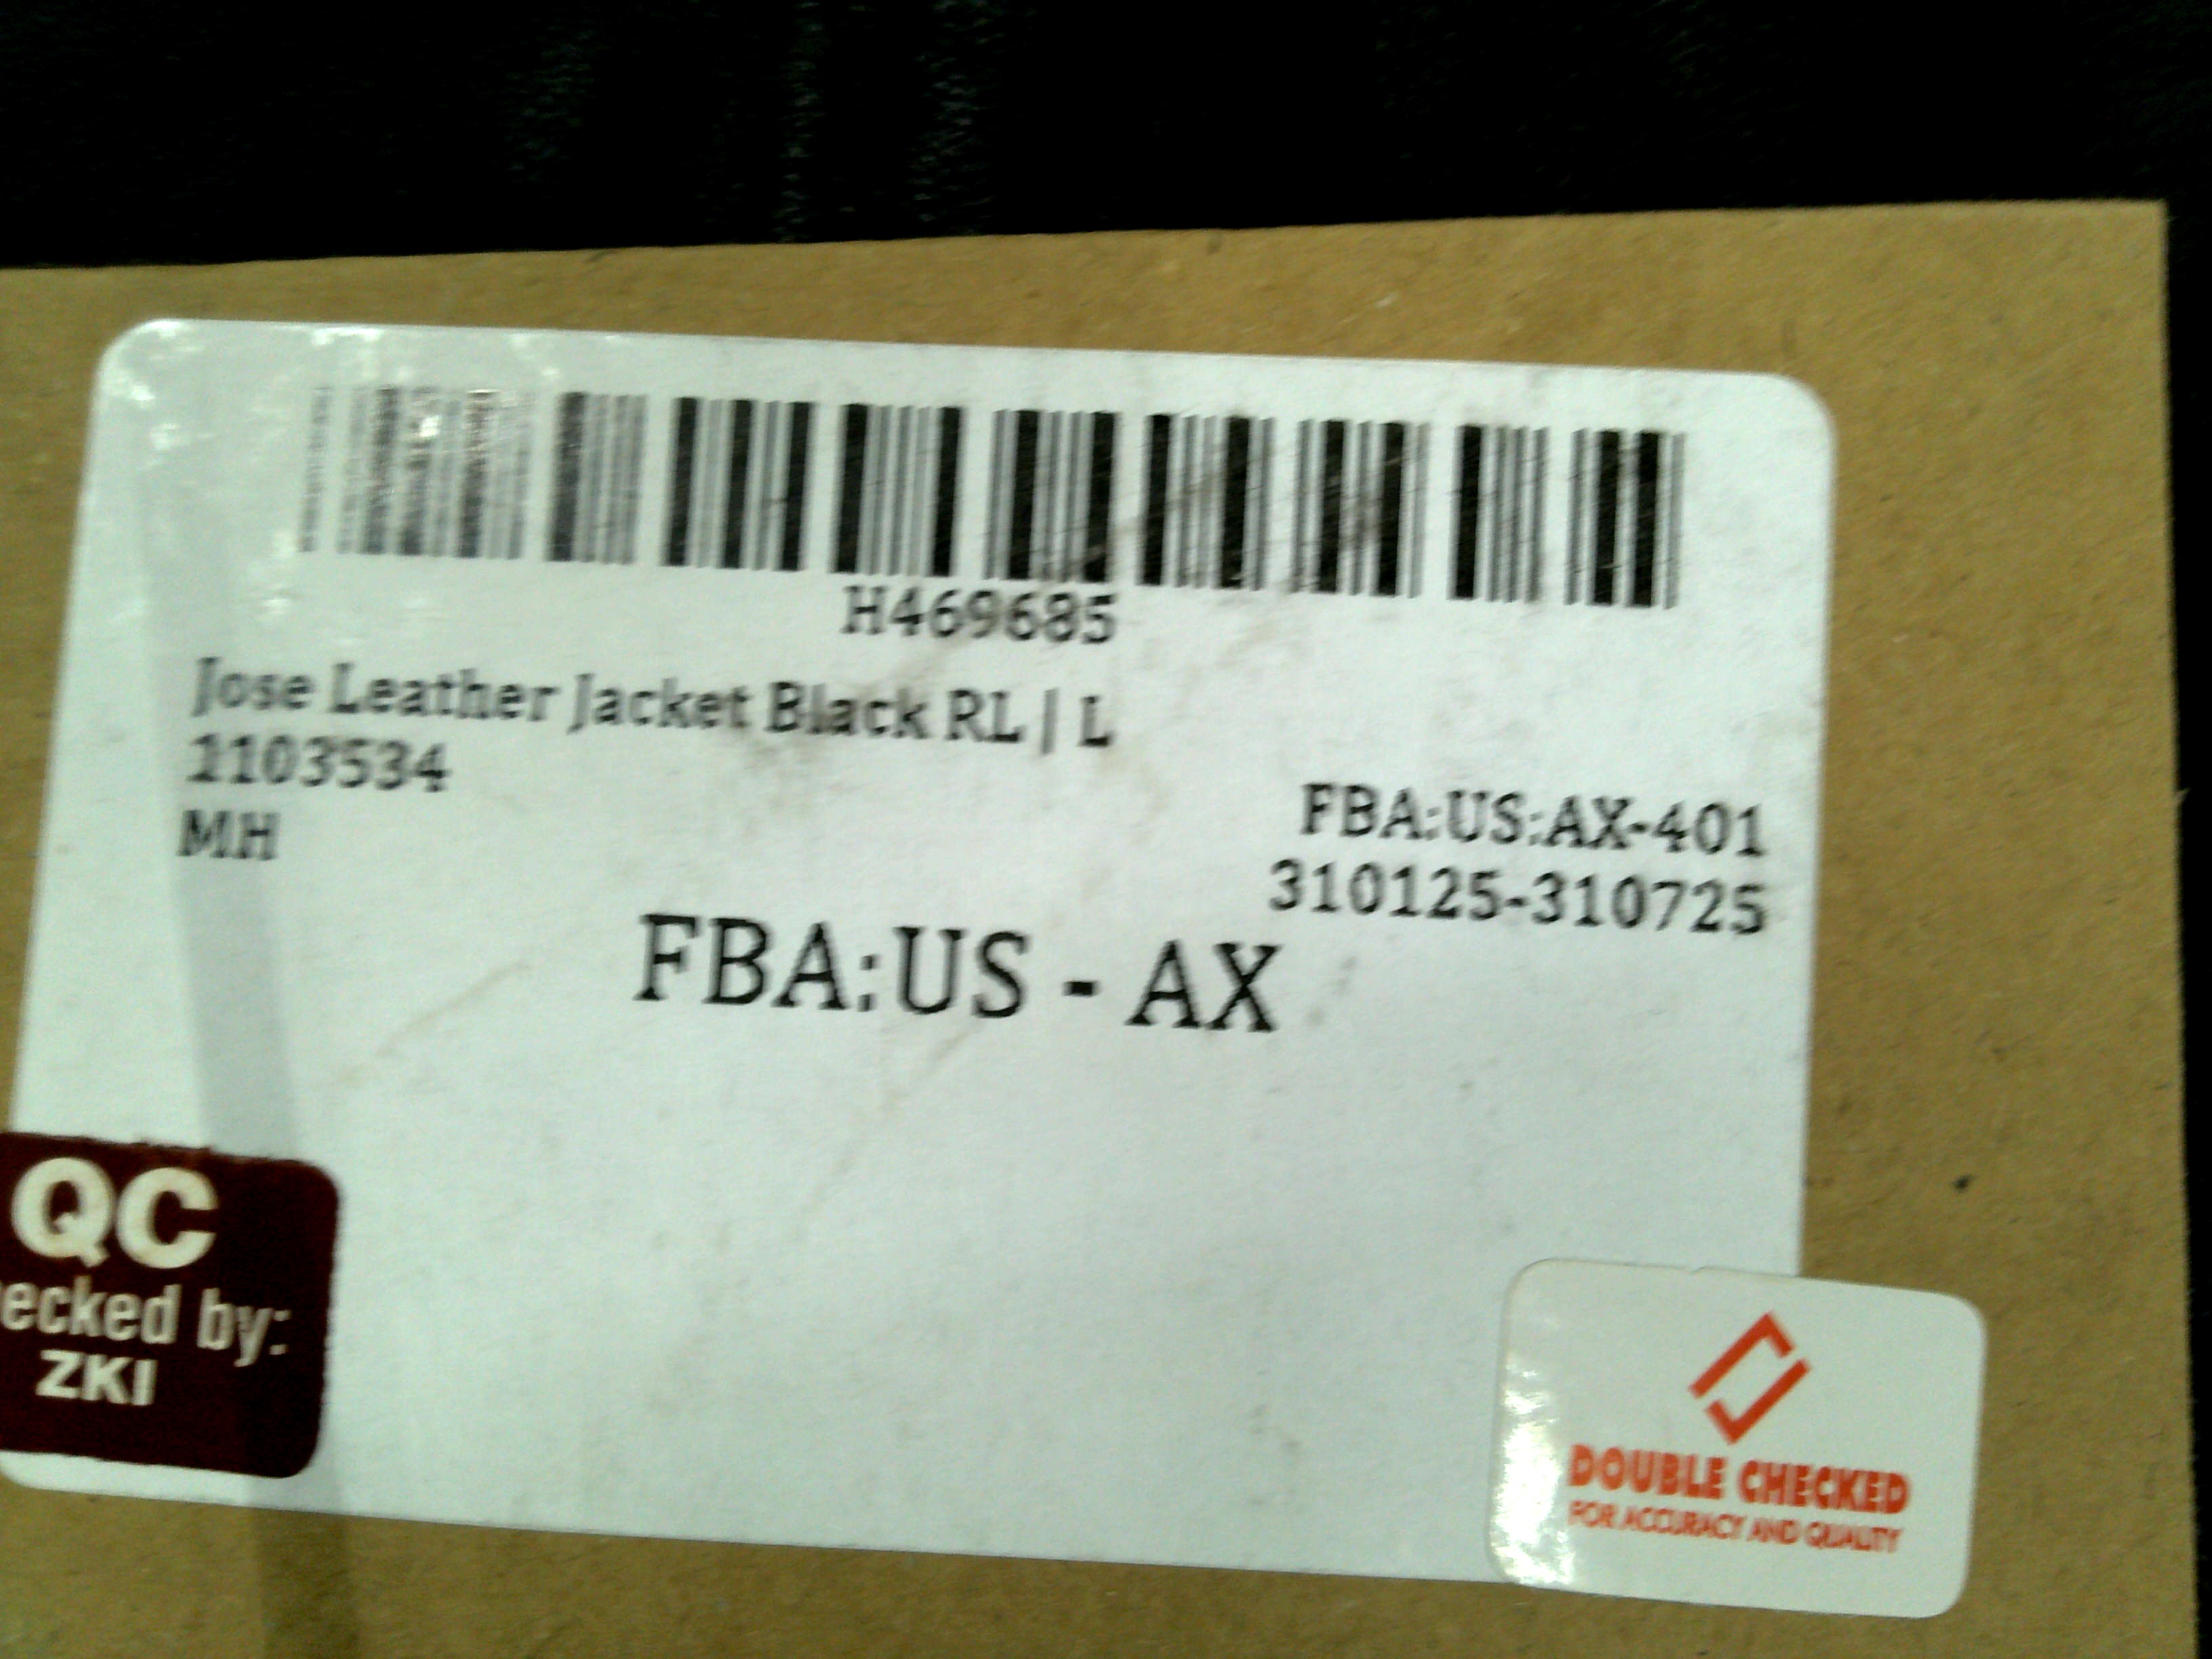 H469685
Jose Leather Jacket Black RL | L
1103534
MH
FBA:US:AX-401
310125-310725
FBA:US - AX
QC
ecked by:
ZKI
DOUBLE CHECKED
FOR ACCURACY AND QUALITY